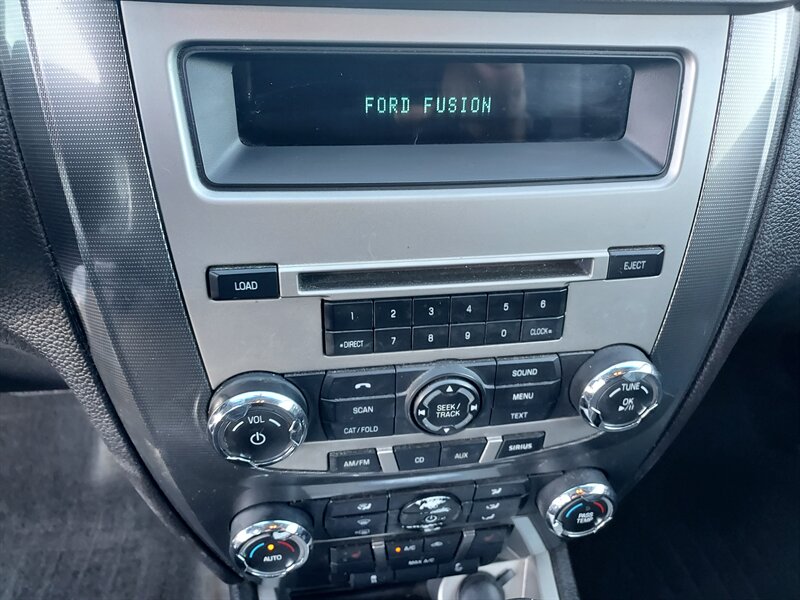 FORD FUSION
LOAD
EJECT
1 2 3 4 5 6
*DIRECT 7 8 9 0 CLOCK
SOUND
SCAN
SEEK/
TRACK
MENU
CAT/FOLD
TEXT
VOL
TUNE
OK
AM/FM
CD
AUX
SIRIUS
PASS
TEMP
AUTO
A/C
MAX A/C